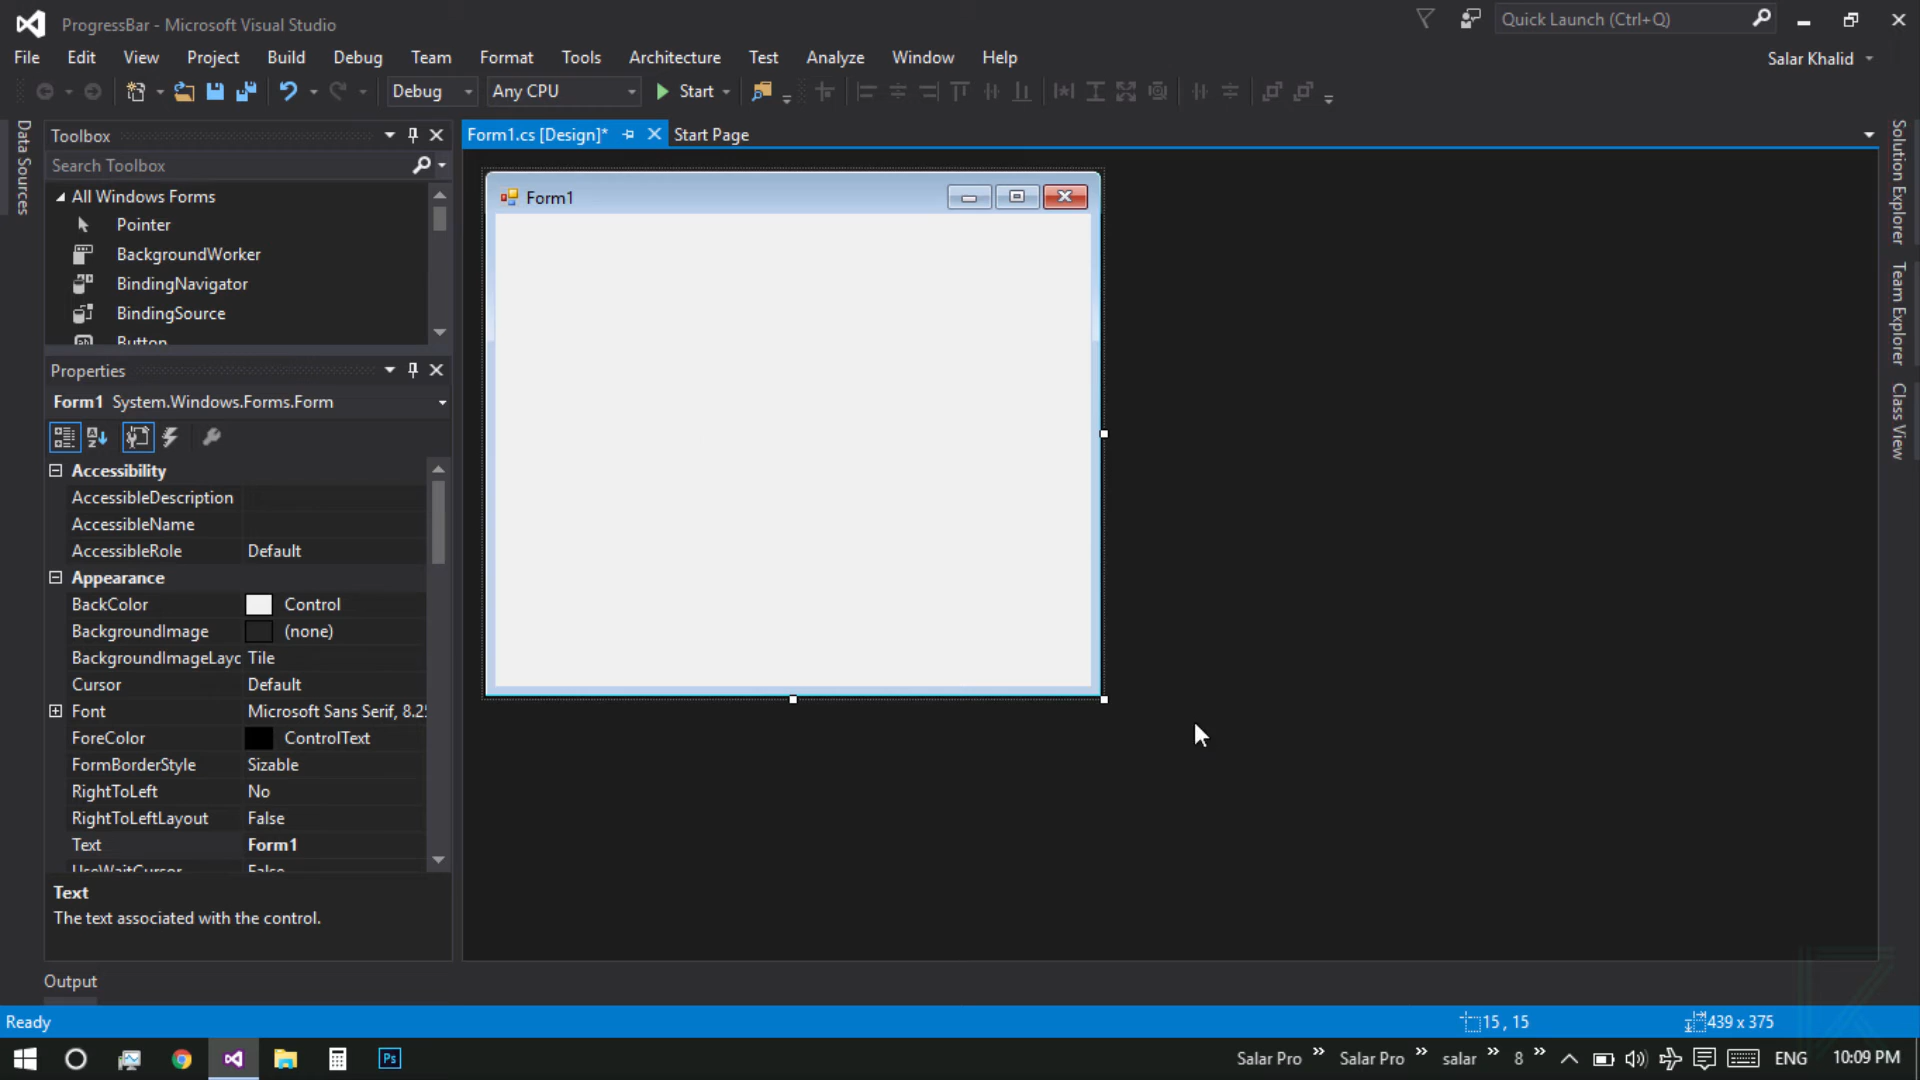 ProgressBar - Microsoft Visual Studio
Quick Launch (Ctrl+Q)
File Edit View Project Build Debug Team Format Tools Architecture Test Analyze Window Help
Salar Khalid
Debug Any CPU Start
Data Sources
Toolbox
Search Toolbox
All Windows Forms
Pointer
BackgroundWorker
BindingNavigator
BindingSource
Button
Properties
Form1 System.Windows.Forms.Form
Accessibility
AccessibleDescription
AccessibleName
AccessibleRole Default
Appearance
BackColor Control
BackgroundImage (none)
BackgroundImageLayc Tile
Cursor Default
Font Microsoft Sans Serif, 8.25
ForeColor ControlText
FormBorderStyle Sizable
RightToLeft No
RightToLeftLayout False
Text Form1
UseWaitCursor False
Text
The text associated with the control.
Form1.cs [Design]* Start Page
Form1
Solution Explorer
Team Explorer
Class View
Output
Ready
15 , 15
439 x 375
Ps
Salar Pro » Salar Pro » salar » 8 » ENG 10:09 PM